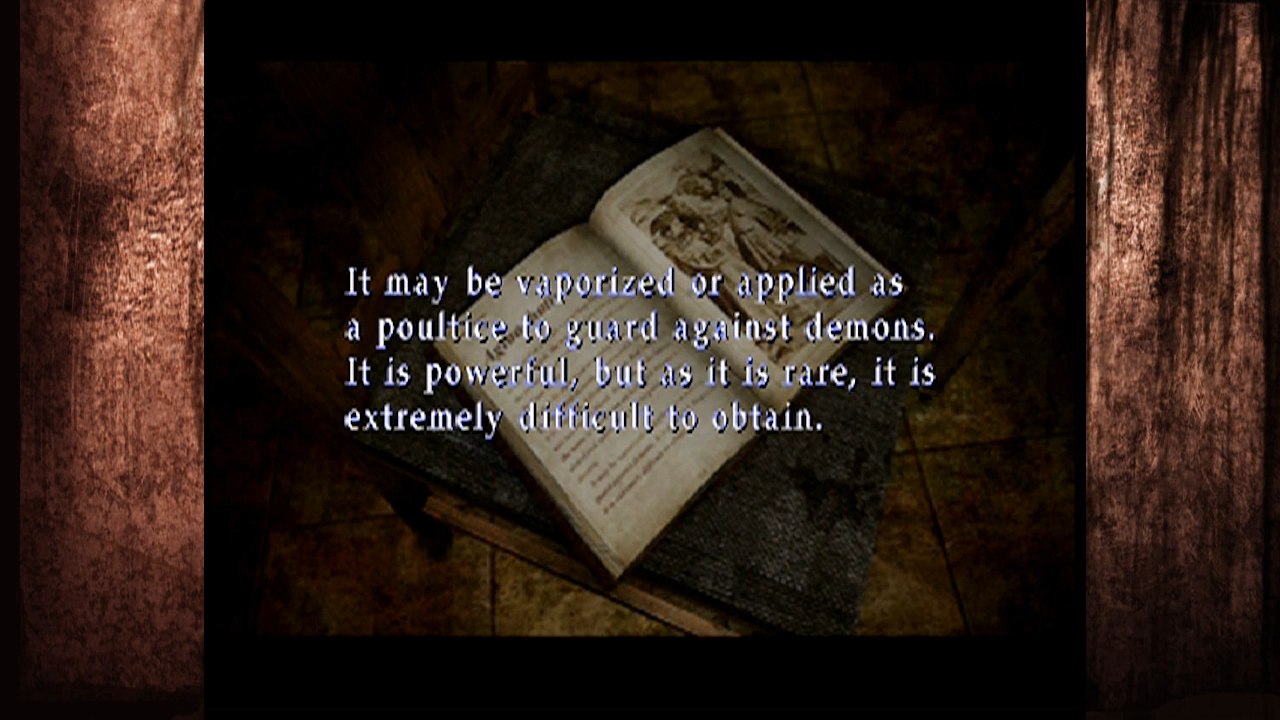 It may be vaporized or applied as
a poultice to guard against demons.
It is powerful, but as it is rare, it is
extremely difficult to obtain.